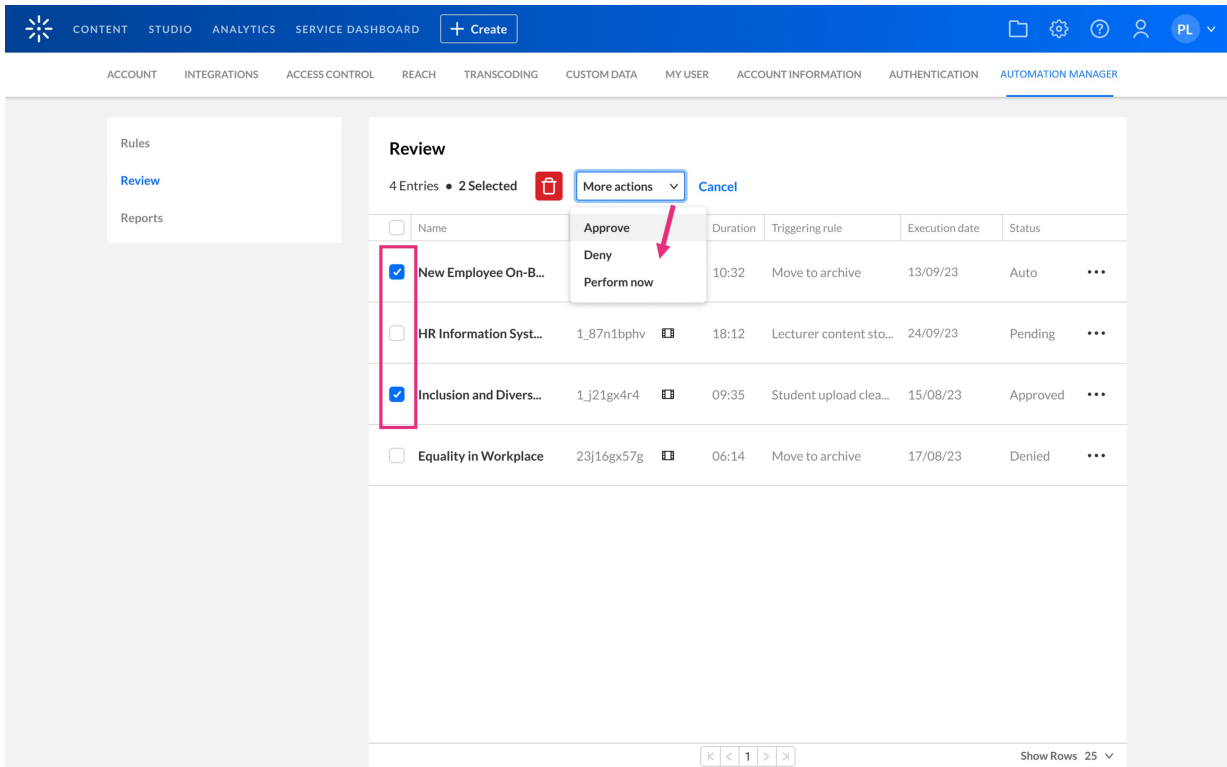 CONTENT STUDIO ANALYTICS SERVICE DASHBOARD + Create PL
ACCOUNT INTEGRATIONS ACCESS CONTROL REACH TRANSCODING CUSTOM DATA MY USER ACCOUNT INFORMATION AUTHENTICATION AUTOMATION MANAGER
Rules
Review
Reports
Review
4 Entries • 2 Selected More actions Cancel
Name Duration Triggering rule Execution date Status
Approve
Deny
Perform now
New Employee On-B... 10:32 Move to archive 13/09/23 Auto •••
HR Information Syst... 1_87n1bphv 18:12 Lecturer content sto... 24/09/23 Pending •••
Inclusion and Divers... 1_j21gx4r4 09:35 Student upload clea... 15/08/23 Approved •••
Equality in Workplace 23j16gx57g 06:14 Move to archive 17/08/23 Denied •••
1
Show Rows 25